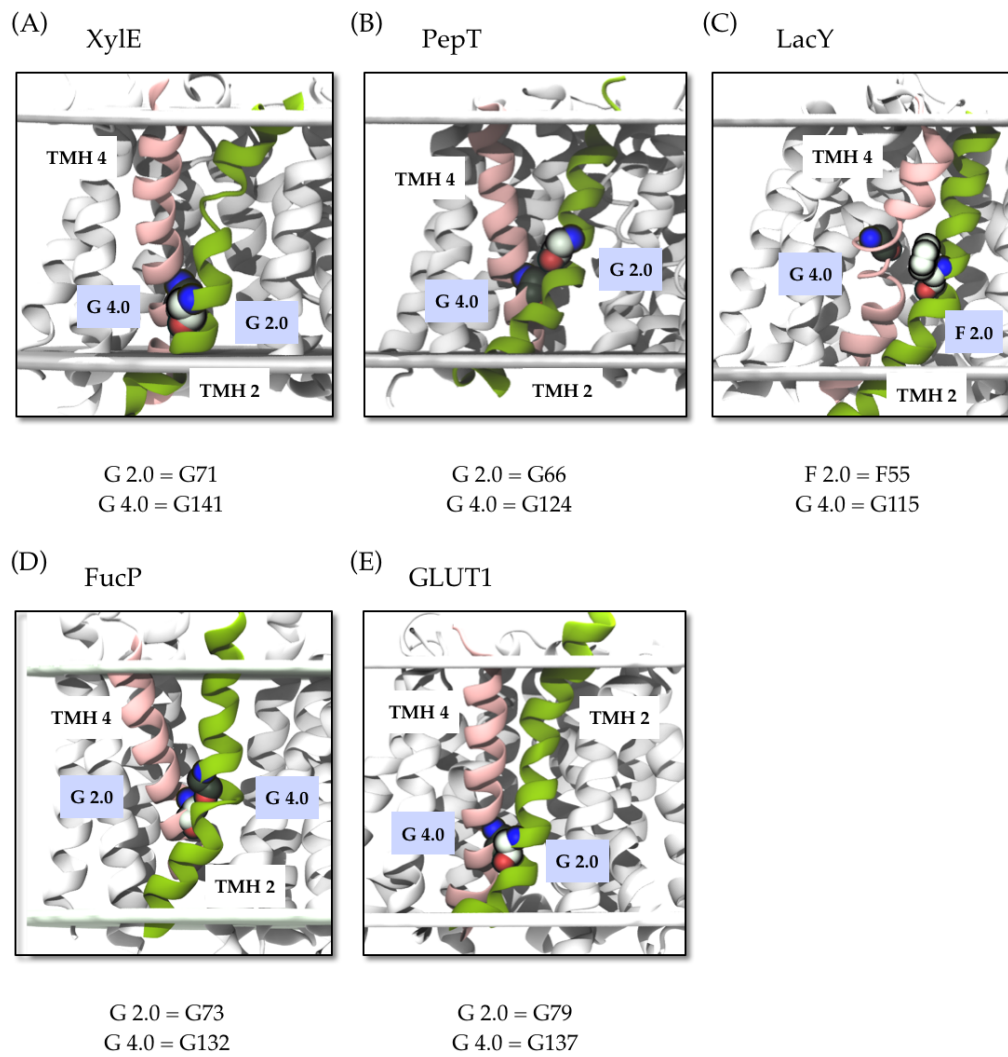 (A) XylE
TMH 4
G 4.0
G 2.0
TMH 2
G 2.0 = G71
G 4.0 = G141
(B) PepT
TMH 4
G 2.0
G 4.0
TMH 2
G 2.0 = G66
G 4.0 = G124
(C) LacY
TMH 4
G 4.0
F 2.0
TMH 2
F 2.0 = F55
G 4.0 = G115
(D) FucP
TMH 4
G 2.0
G 4.0
TMH 2
G 2.0 = G73
G 4.0 = G132
(E) GLUT1
TMH 4
TMH 2
G 4.0
G 2.0
G 2.0 = G79
G 4.0 = G137